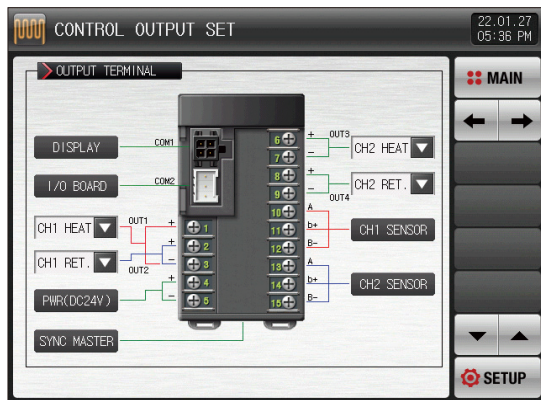 CONTROL OUTPUT SET
22.01.27
05:36 PM
OUTPUT TERMINAL
DISPLAY
COM1
I/O BOARD
COM2
CH1 HEAT
OUT1
CH1 RET.
OUT2
PWR(DC24V)
SYNC MASTER
+ 1
+ 2
- 3
+ 4
- 5
6 + OUT3
7 -
CH2 HEAT
8 +
9 - OUT4
CH2 RET.
10 A
11 b+
12 B-
CH1 SENSOR
13 A
14 b+
15 B-
CH2 SENSOR
MAIN
SETUP